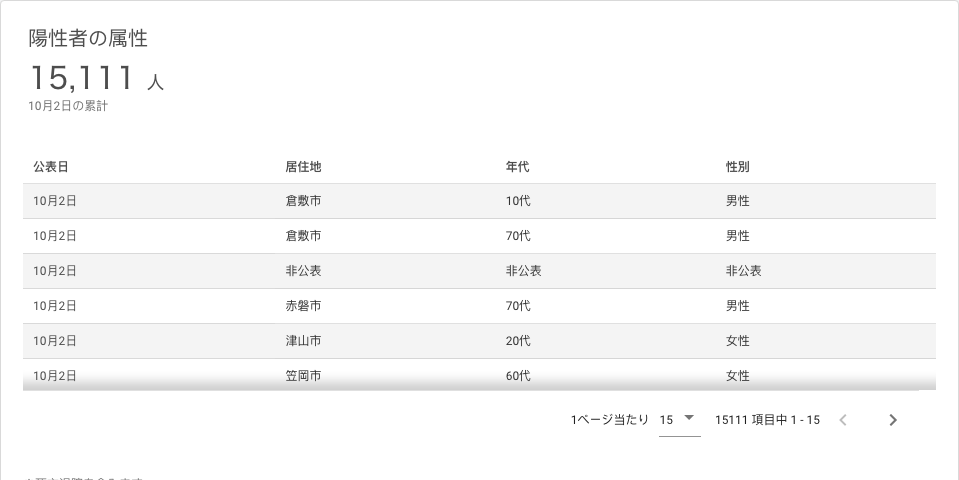 陽性者の属性
15,111 人
10月2日の累計
公表日 居住地 年代 性別
10月2日 倉敷市 10代 男性
10月2日 倉敷市 70代 男性
10月2日 非公表 非公表 非公表
10月2日 赤磐市 70代 男性
10月2日 津山市 20代 女性
10月2日 笠岡市 60代 女性
1ページ当たり 15 15111 項目中 1 - 15